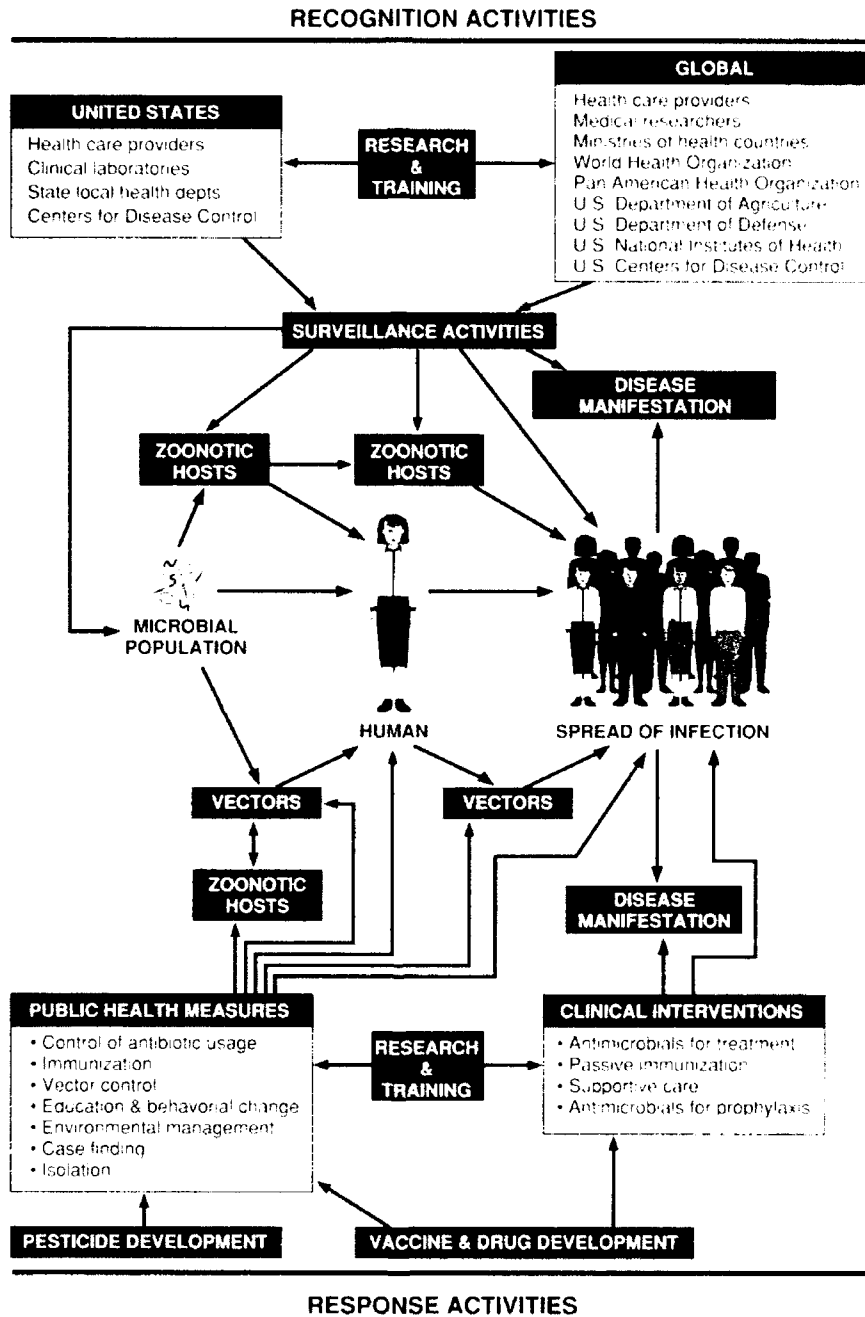 RECOGNITION ACTIVITIES
UNITED STATES
Health care providers
Clinical laboratories
State local health depts
Centers for Disease Control
RESEARCH
&
TRAINING
GLOBAL
Health care providers
Medical researchers
Ministries of health countries
World Health Organization
Pan American Health Organization
U.S. Department of Agriculture
U.S. Department of Defense
U.S. National Institutes of Health
U.S. Centers for Disease Control
SURVEILLANCE ACTIVITIES
DISEASE
MANIFESTATION
ZOONOTIC
HOSTS
ZOONOTIC
HOSTS
MICROBIAL
POPULATION
HUMAN
SPREAD OF INFECTION
VECTORS
VECTORS
ZOONOTIC
HOSTS
DISEASE
MANIFESTATION
PUBLIC HEALTH MEASURES
• Control of antibiotic usage
• Immunization
• Vector control
• Education & behavorial change
• Environmental management
• Case finding
• Isolation
RESEARCH
&
TRAINING
CLINICAL INTERVENTIONS
• Antimicrobials for treatment
• Passive immunization
• Supportive care
• Antimicrobials for prophylaxis
PESTICIDE DEVELOPMENT
VACCINE & DRUG DEVELOPMENT
RESPONSE ACTIVITIES